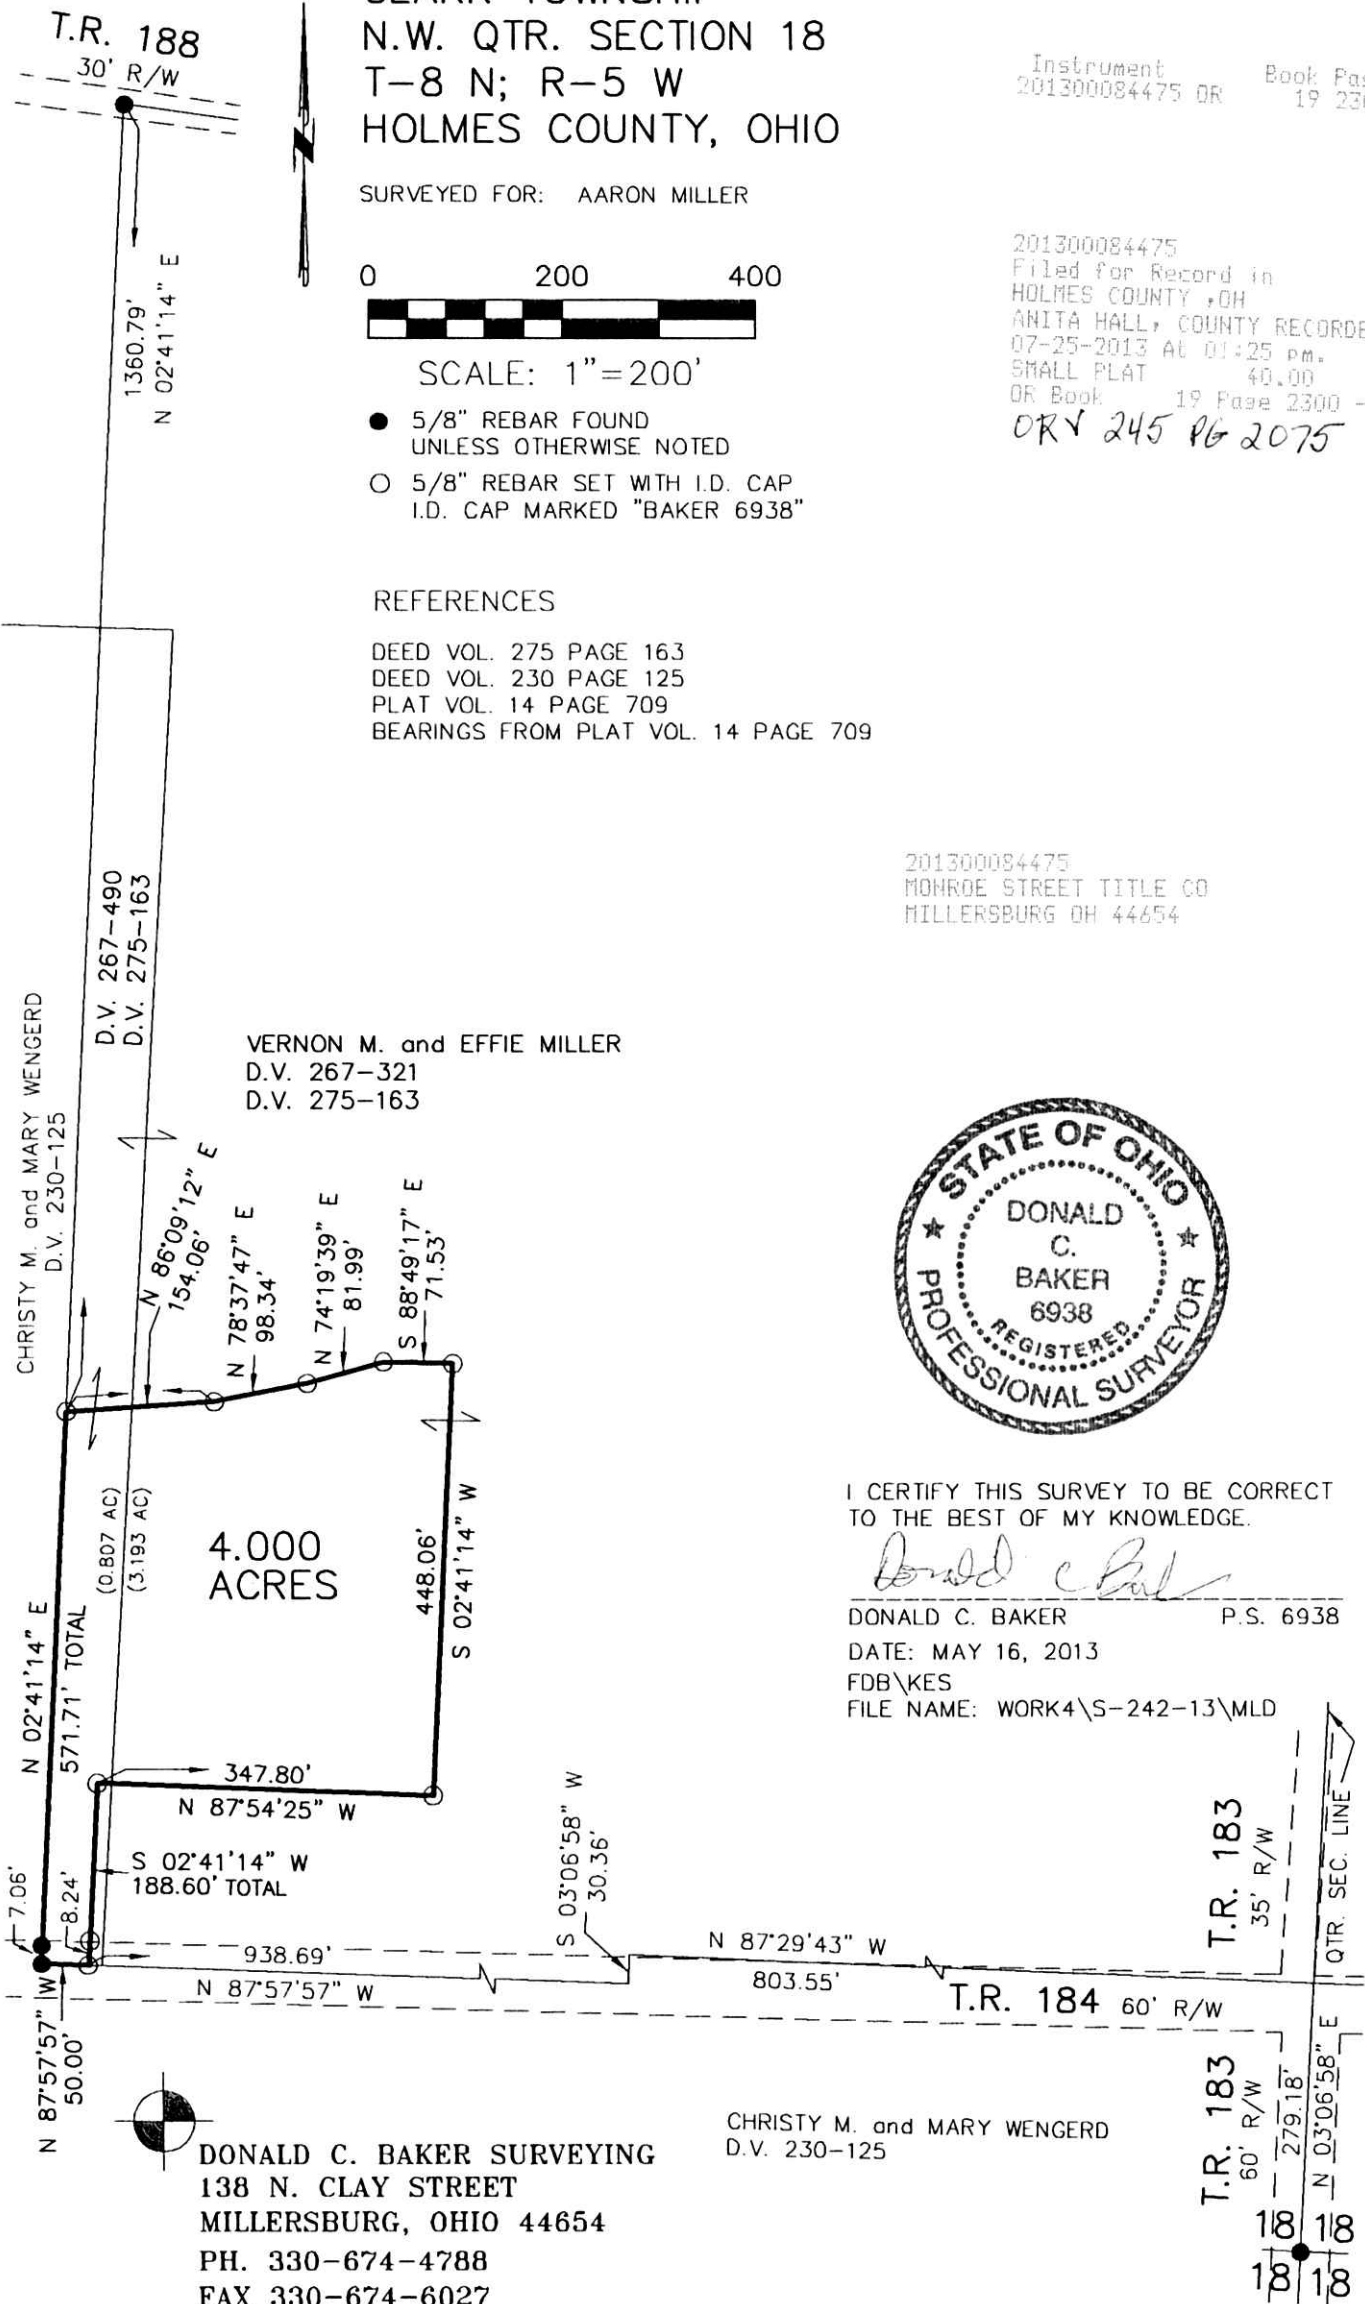 T.R. 188
30' R/W
N.W. QTR. SECTION 18
T-8 N; R-5 W
HOLMES COUNTY, OHIO
SURVEYED FOR: AARON MILLER
Instrument Book
201300084475 OR 19
201300084475
Filed for Record in
HOLMES COUNTY ,OH
ANITA HALL, COUNTY
07-25-2013 At 01:25 pm.
SMALL PLAT 40.00
OR Book 19 Page 2300 -
ORV 245 PG 2075
N
0 200 400
SCALE: 1"=200'
● 5/8" REBAR FOUND
UNLESS OTHERWISE NOTED
○ 5/8" REBAR SET WITH I.D. CAP
I.D. CAP MARKED "BAKER 6938"
1360.79'
N 02°41'14" E
REFERENCES
DEED VOL. 275 PAGE 163
DEED VOL. 230 PAGE 125
PLAT VOL. 14 PAGE 709
BEARINGS FROM PLAT VOL. 14 PAGE 709
201300084475
MONROE STREET TITLE CO
MILLERSBURG OH 44654
D.V. 267-490
D.V. 275-163
CHRISTY M. and MARY WENGERD
D.V. 230-125
VERNON M. and EFFIE MILLER
D.V. 267-321
D.V. 275-163
N 86°09'12" E
154.06'
N 78°37'47" E
98.34'
N 74°19'39" E
81.99'
S 88°49'17" E
71.53'
STATE OF OHIO
DONALD
C.
BAKER
6938
REGISTERED
PROFESSIONAL SURVEYOR
(0.807 AC)
(3.193 AC)
4.000
ACRES
448.06'
S 02°41'14" W
N 02°41'14" E
571.71' TOTAL
I CERTIFY THIS SURVEY TO BE CORRECT
TO THE BEST OF MY KNOWLEDGE.
DONALD C. BAKER P.S. 6938
DATE: MAY 16, 2013
FDB\KES
FILE NAME: WORK4\S-242-13\MLD
347.80'
N 87°54'25" W
S 02°41'14" W
188.60' TOTAL
7.06'
8.24'
S 03°06'58" W
30.36'
938.69'
N 87°57'57" W
N 87°29'43" W
803.55'
T.R. 184 60' R/W
T.R. 183
35' R/W
QTR. SEC. LINE
N 87°57'57" W
50.00'
T.R. 183
60' R/W
279.18'
N 03°06'58" E
CHRISTY M. and MARY WENGERD
D.V. 230-125
DONALD C. BAKER SURVEYING
138 N. CLAY STREET
MILLERSBURG, OHIO 44654
PH. 330-674-4788
FAX 330-674-6027
18 18
18 18